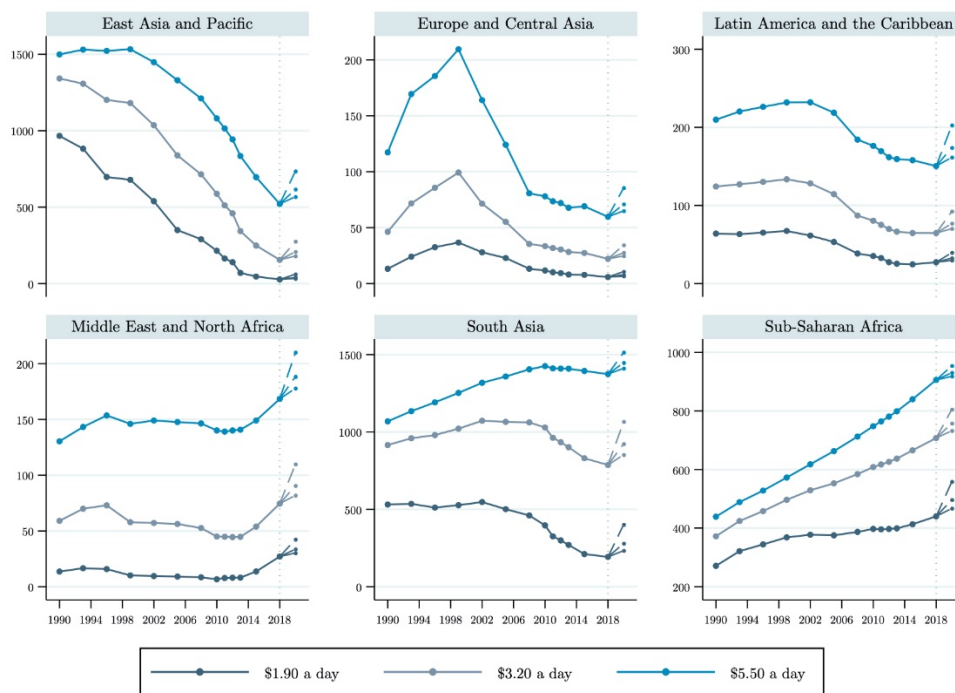 East Asia and Pacific
Europe and Central Asia
Latin America and the Caribbean
1500
1000
500
0
200
150
100
50
0
300
200
100
0
Middle East and North Africa
South Asia
Sub-Saharan Africa
200
150
100
50
0
1500
1000
500
0
1000
800
600
400
200
1990 1994 1998 2002 2006 2010 2014 2018
1990 1994 1998 2002 2006 2010 2014 2018
1990 1994 1998 2002 2006 2010 2014 2018
$1.90 a day
$3.20 a day
$5.50 a day